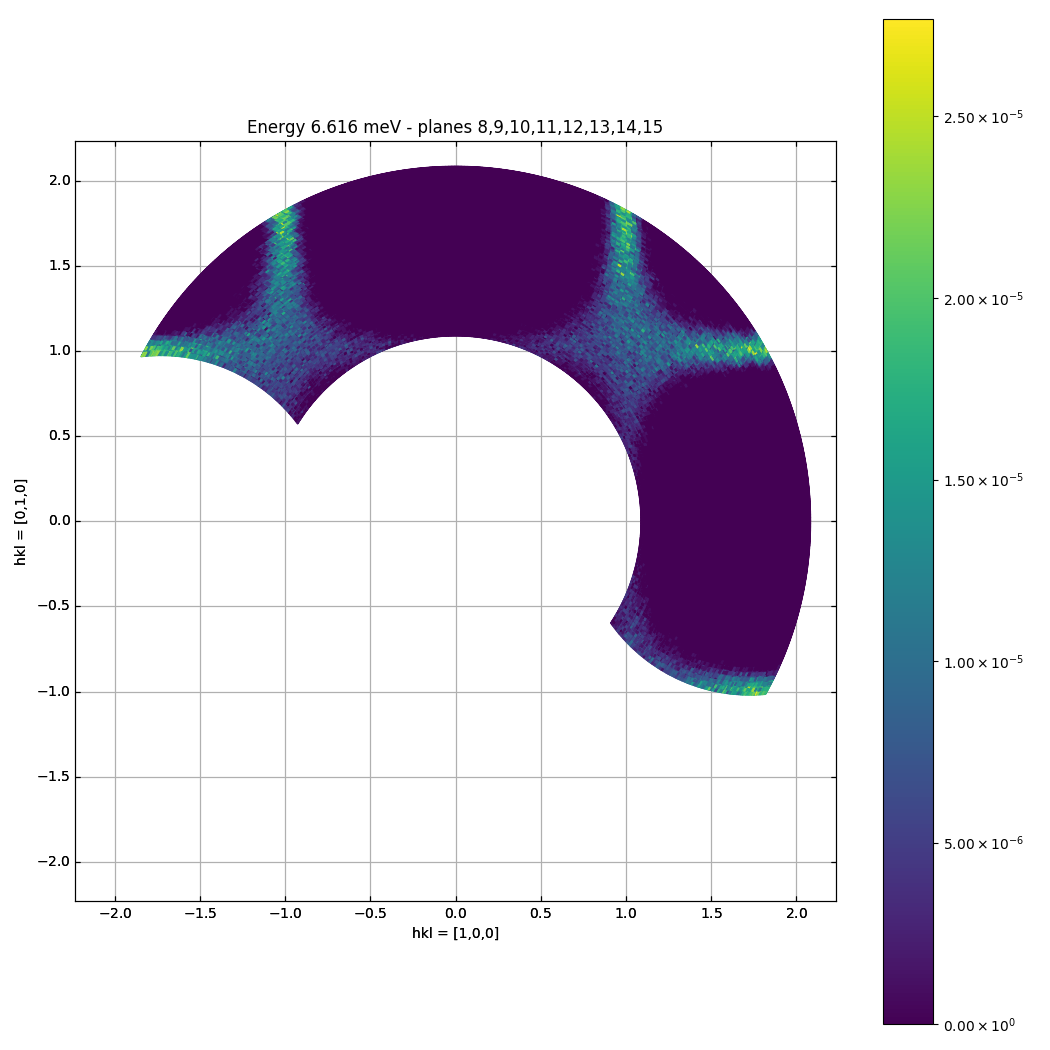 Energy 6.616 meV - planes 8,9,10,11,12,13,14,15
2.0
1.5
1.0
0.5
0.0
−0.5
−1.0
−1.5
−2.0
hkl = [0,1,0]
−2.0 −1.5 −1.0 −0.5 0.0 0.5 1.0 1.5 2.0
hkl = [1,0,0]
2.50 × 10⁻⁵
2.00 × 10⁻⁵
1.50 × 10⁻⁵
1.00 × 10⁻⁵
5.00 × 10⁻⁶
0.00 × 10⁰